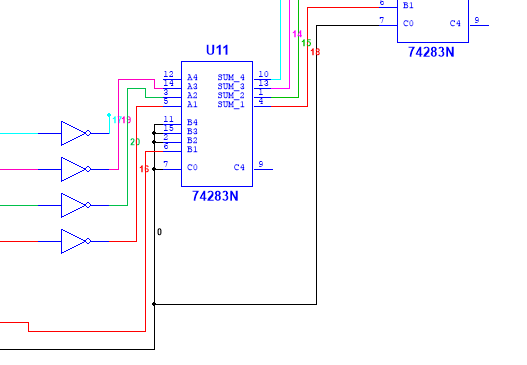 6 B1
7 C0 C4 9
74283N
14
15
13
U11
12 A4 SUM_4 10
14 A3 SUM_3 13
3 A2 SUM_2 1
5 A1 SUM_1 4
11 B4
15 B3
2 B2
6 B1
7 C0 C4 9
74283N
19
20
16
0